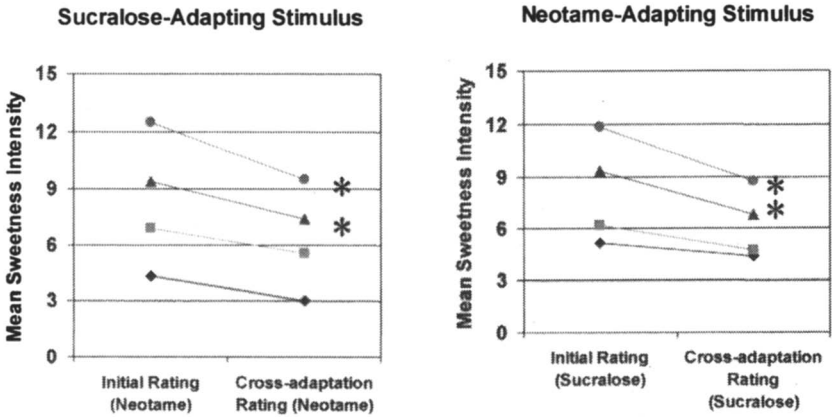 Sucralose-Adapting Stimulus
Mean Sweetness Intensity
15
12
9
6
3
0
*
*
Initial Rating
(Neotame)
Cross-adaptation
Rating (Neotame)
Neotame-Adapting Stimulus
Mean Sweetness Intensity
15
12
9
6
3
0
*
*
Initial Rating
(Sucralose)
Cross-adaptation
Rating
(Sucralose)